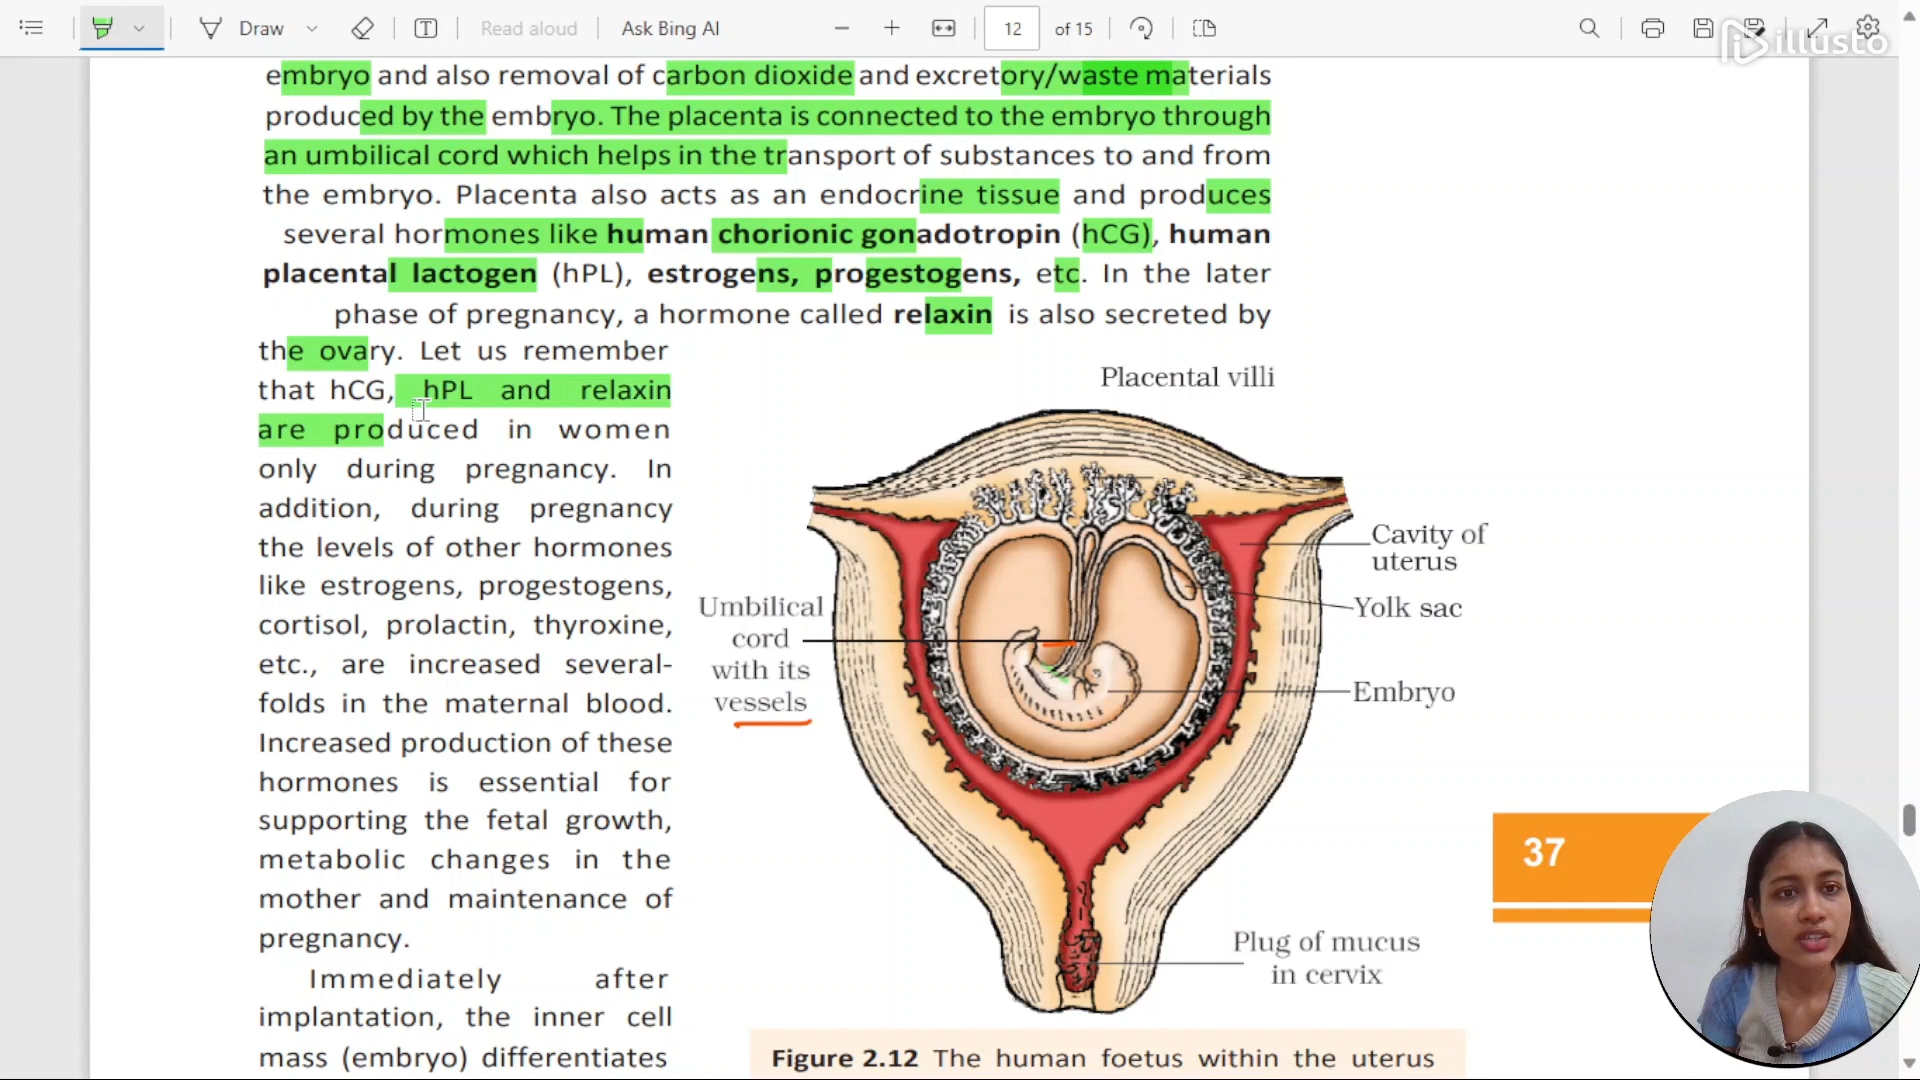 Draw
Read aloud
Ask Bing AI
12
of 15
illusto
embryo and also removal of carbon dioxide and excretory/waste materials
produced by the embryo. The placenta is connected to the embryo through
an umbilical cord which helps in the transport of substances to and from
the embryo. Placenta also acts as an endocrine tissue and produces
several hormones like human chorionic gonadotropin (hCG), human
placental lactogen (hPL), estrogens, progestogens, etc. In the later
phase of pregnancy, a hormone called relaxin is also secreted by
the ovary. Let us remember
that hCG, hPL and relaxin
are produced in women
only during pregnancy. In
addition, during pregnancy
the levels of other hormones
like estrogens, progestogens,
cortisol, prolactin, thyroxine,
etc., are increased several-
folds in the maternal blood.
Increased production of these
hormones is essential for
supporting the fetal growth,
metabolic changes in the
mother and maintenance of
pregnancy.
Immediately after
implantation, the inner cell
mass (embryo) differentiates
Placental villi
Cavity of
uterus
Yolk sac
Embryo
Umbilical
cord
with its
vessels
Plug of mucus
in cervix
37
Figure 2.12 The human foetus within the uterus